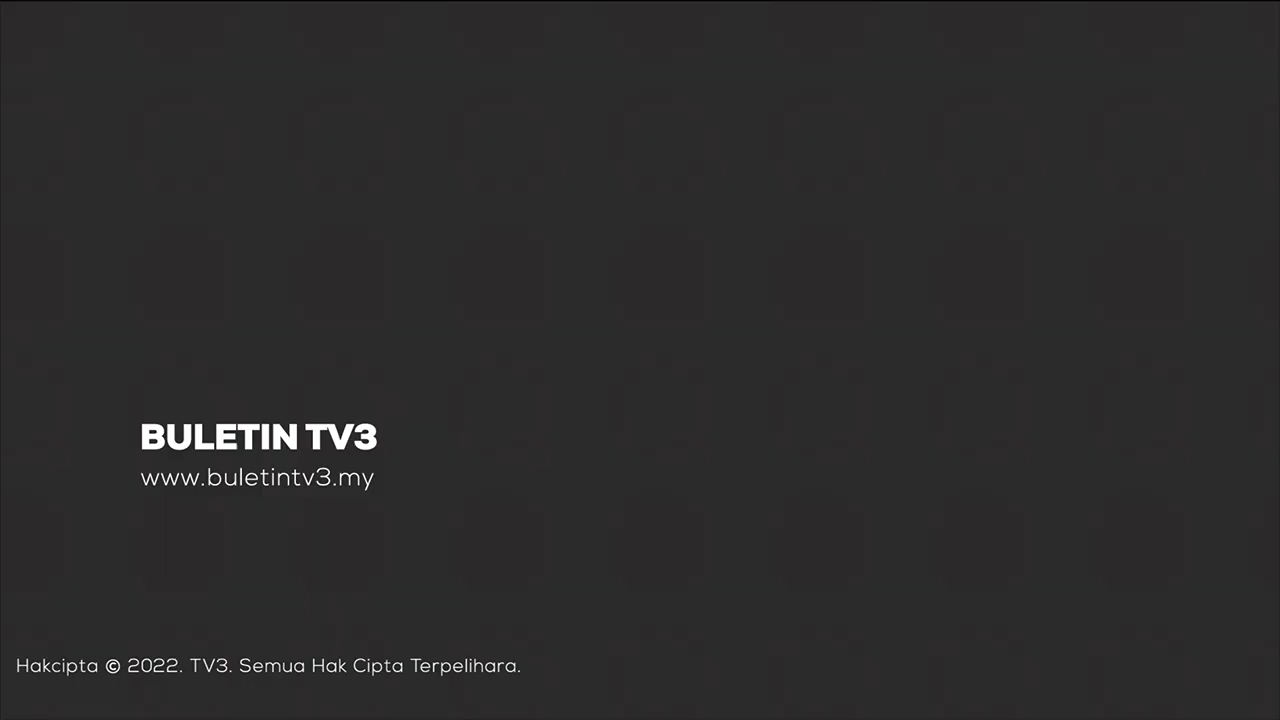 BULETIN TV3
www.buletintv3.my
Hakcipta © 2022. TV3. Semua Hak Cipta Terpelihara.